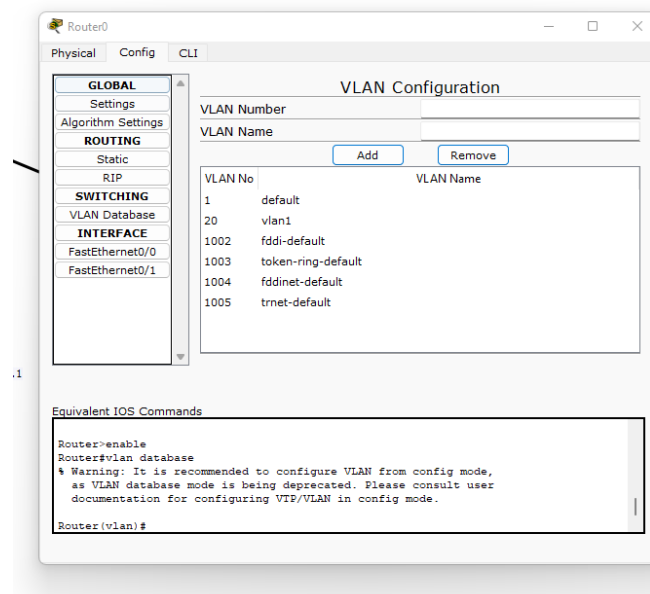 Router0
Physical Config CLI
GLOBAL
Settings
Algorithm Settings
ROUTING
Static
RIP
SWITCHING
VLAN Database
INTERFACE
FastEthernet0/0
FastEthernet0/1
VLAN Configuration
VLAN Number
VLAN Name
Add Remove
VLAN No VLAN Name
1 default
20 vlan1
1002 fddi-default
1003 token-ring-default
1004 fddinet-default
1005 trnet-default
.1
Equivalent IOS Commands
Router>enable
Router#vlan database
% Warning: It is recommended to configure VLAN from config mode,
as VLAN database mode is being deprecated. Please consult user
documentation for configuring VTP/VLAN in config mode.
Router(vlan)#